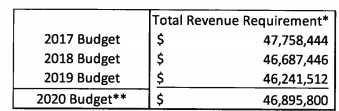 Total Revenue Requirement*
2017 Budget $ 47,758,444
2018 Budget $ 46,687,446
2019 Budget $ 46,241,512
2020 Budget** $ 46,895,800